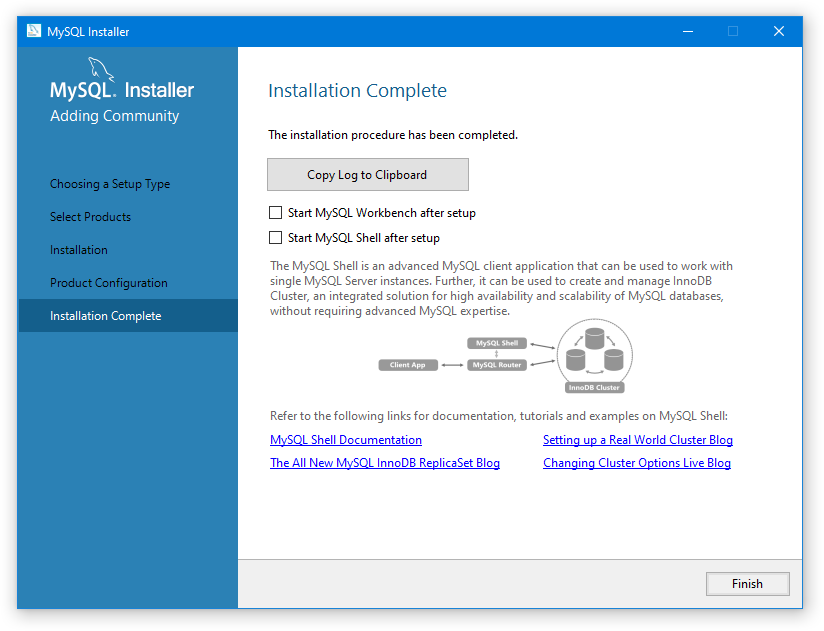 MySQL Installer
MySQL. Installer
Adding Community
Choosing a Setup Type
Select Products
Installation
Product Configuration
Installation Complete
Installation Complete
The installation procedure has been completed.
Copy Log to Clipboard
Start MySQL Workbench after setup
Start MySQL Shell after setup
The MySQL Shell is an advanced MySQL client application that can be used to work with
single MySQL Server instances. Further, it can be used to create and manage InnoDB
Cluster, an integrated solution for high availability and scalability of MySQL databases,
without requiring advanced MySQL expertise.
MySQL Shell
Client App
MySQL Router
InnoDB Cluster
Refer to the following links for documentation, tutorials and examples on MySQL Shell:
MySQL Shell Documentation
Setting up a Real World Cluster Blog
The All New MySQL InnoDB ReplicaSet Blog
Changing Cluster Options Live Blog
Finish